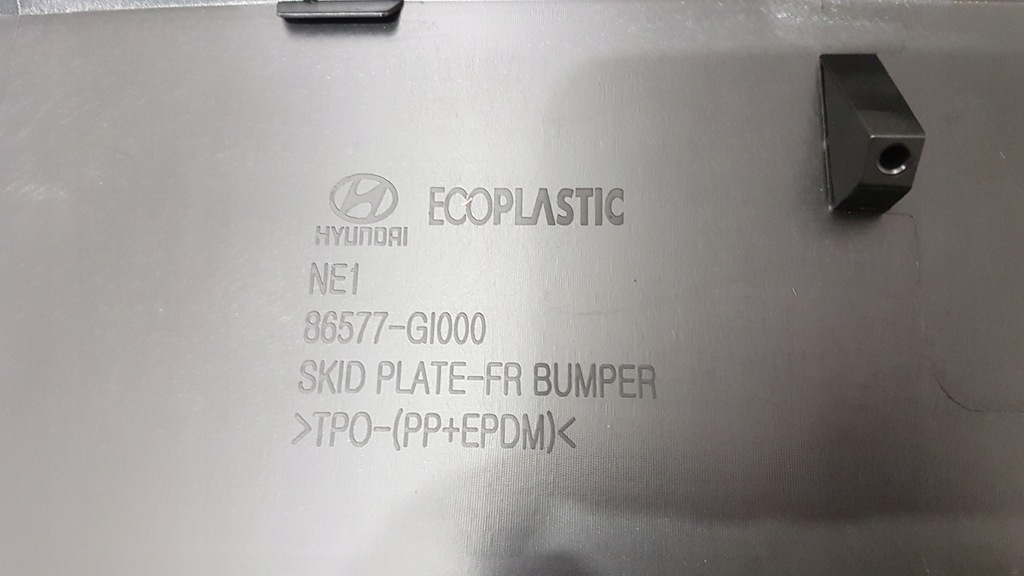 HYUNDAI ECOPLASTIC
NE1
86577-GI000
SKID PLATE-FR BUMPER
>TPO-(PP+EPDM)<